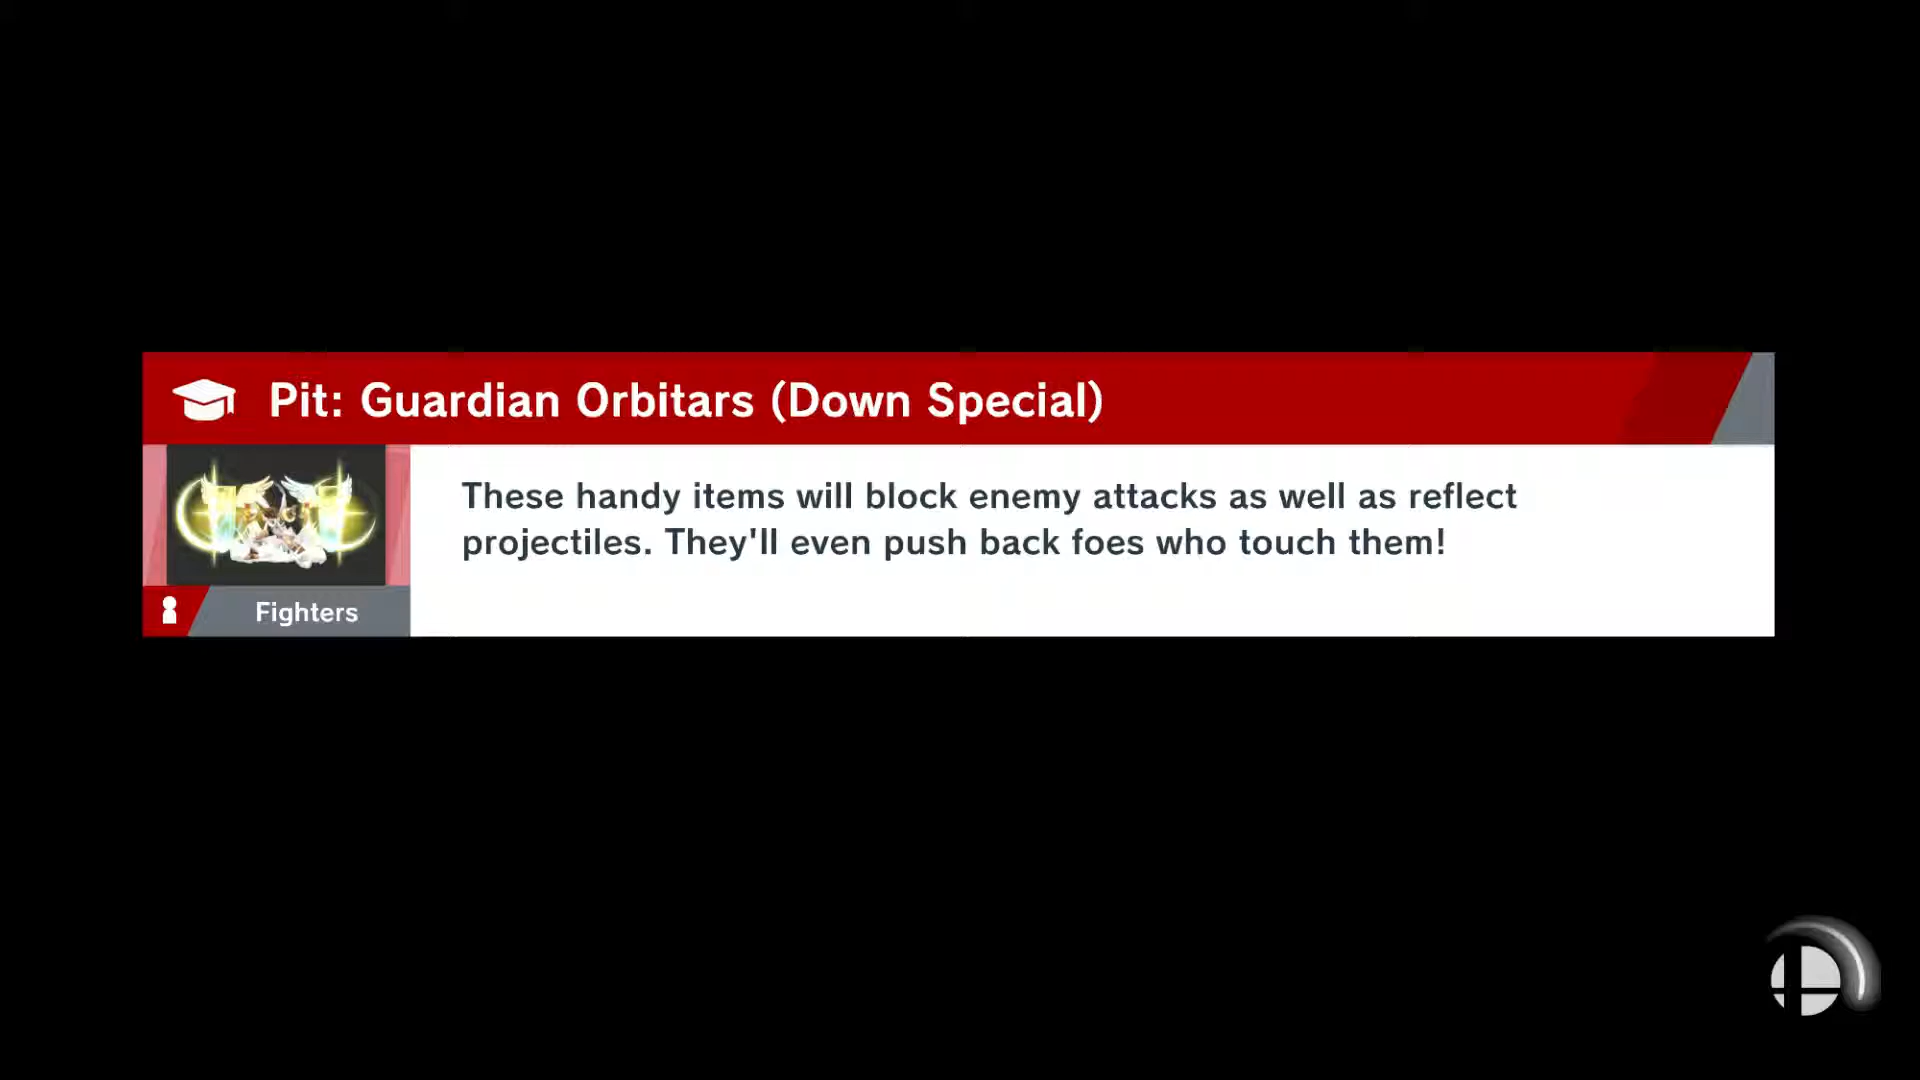 Pit: Guardian Orbitars (Down Special)
These handy items will block enemy attacks as well as reflect
projectiles. They'll even push back foes who touch them!
Fighters